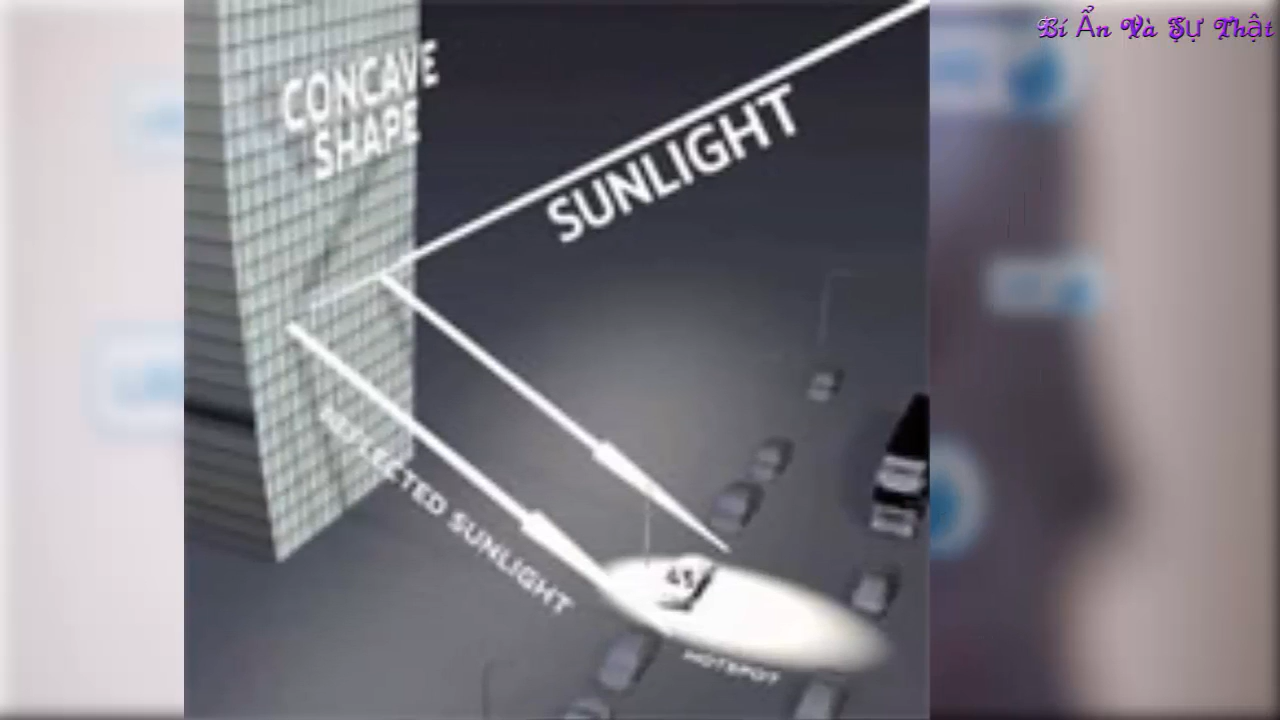 Bí Ẩn Và Sự Thật
CONCAVE
SHAPE
SUNLIGHT
REFLECTED SUNLIGHT
HOTSPOT